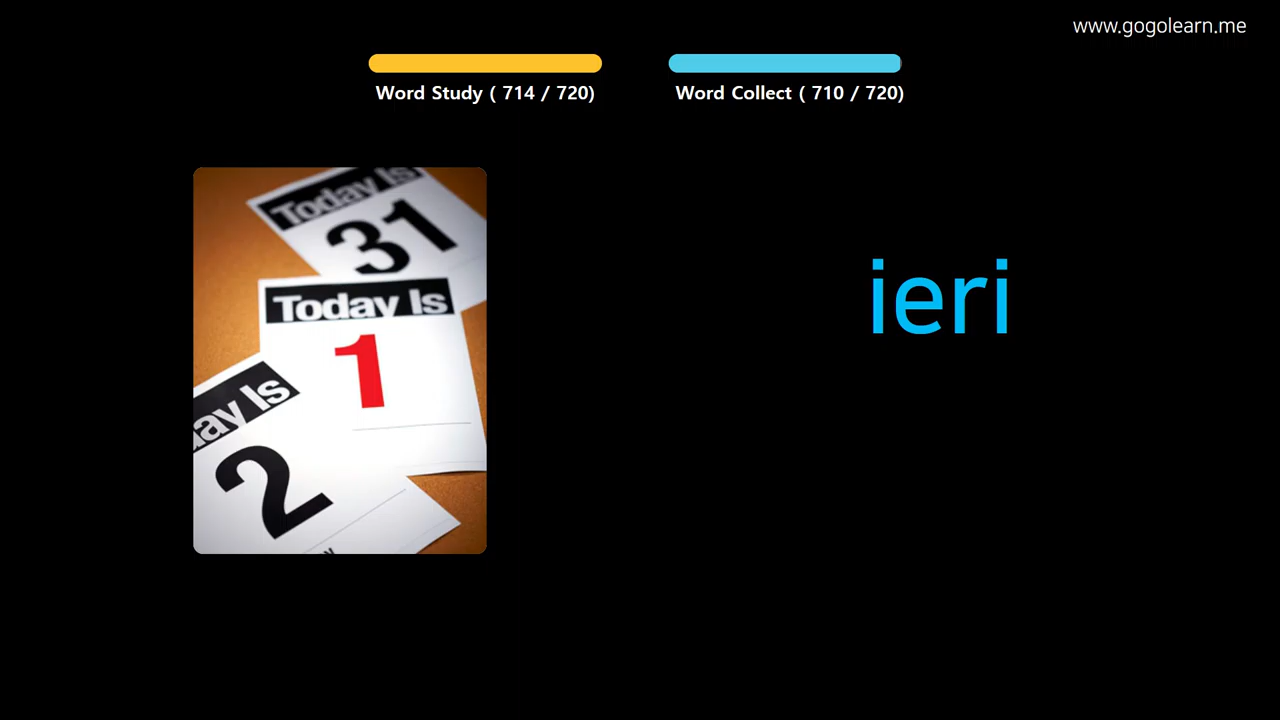 www.gogolearn.me
Word Study ( 714 / 720)
Word Collect ( 710 / 720)
Today Is
31
Today Is
1
ay Is
2
ieri